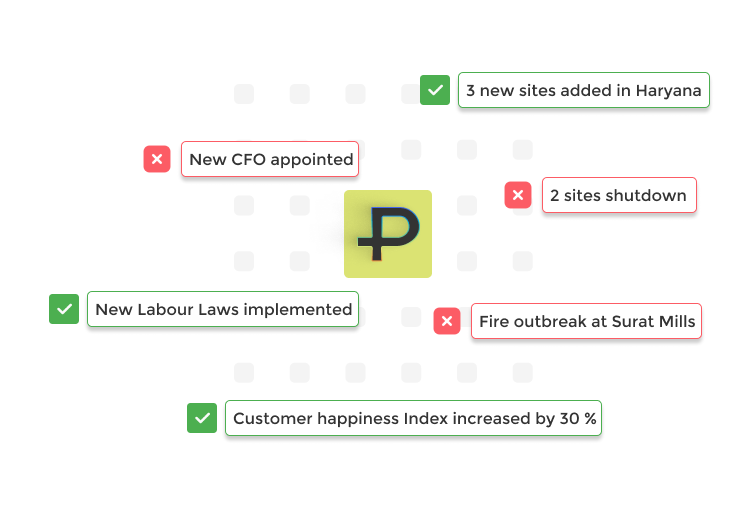 3 new sites added in Haryana
New CFO appointed
2 sites shutdown
P
New Labour Laws implemented
Fire outbreak at Surat Mills
Customer happiness Index increased by 30 %